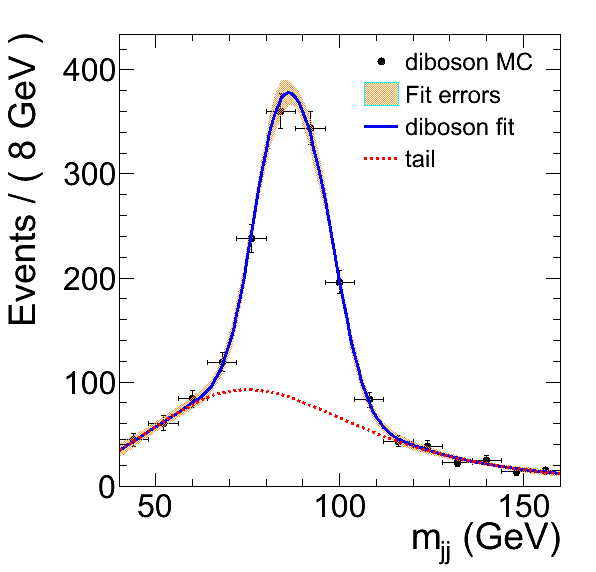 Events / ( 8 GeV )
400
300
200
100
0
diboson MC
Fit errors
diboson fit
tail
50 100 150
m_jj (GeV)